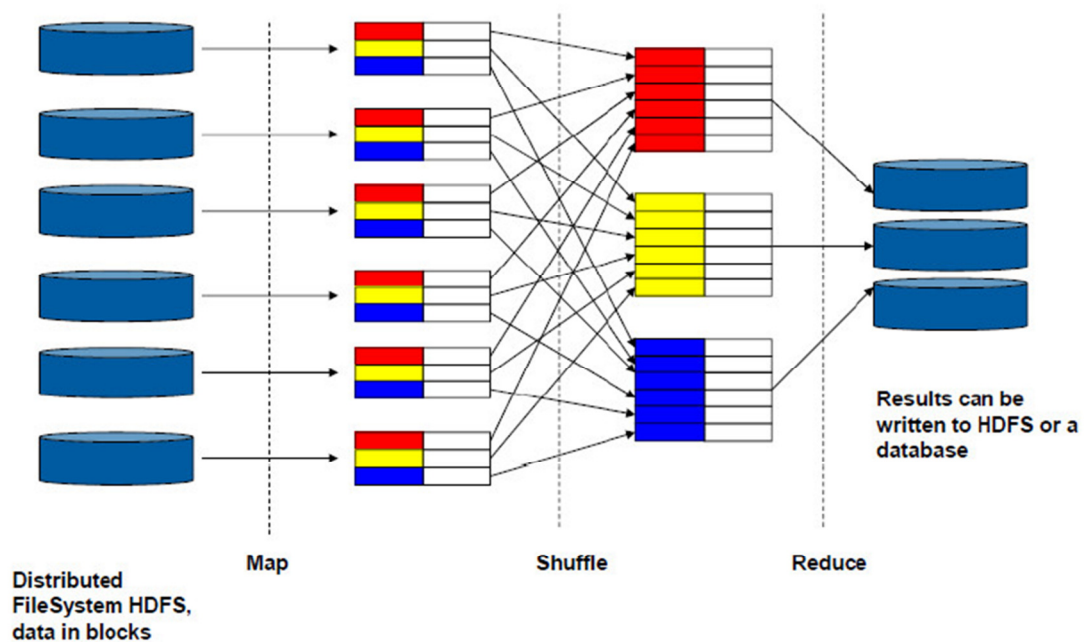 Results can be
written to HDFS or a
database
Map
Shuffle
Reduce
Distributed
FileSystem HDFS,
data in blocks